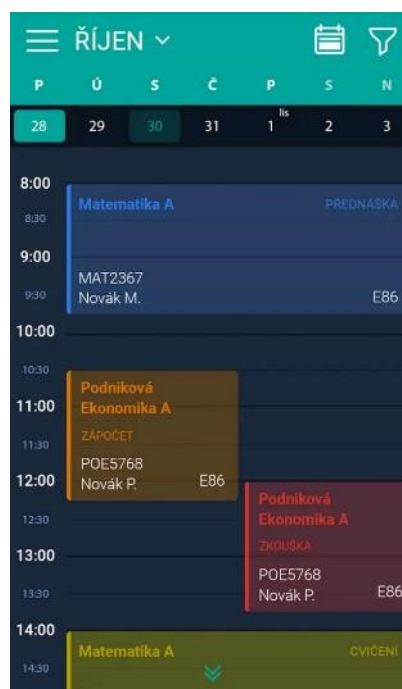 ŘÍJEN
P Ú S Č P S N
lis
28 29 30 31 1 2 3
8:00
Matematika A PŘEDNÁŠKA
8:30
9:00
MAT2367
9:30 Novák M. E86
10:00
10:30
Podniková
11:00 Ekonomika A
ZÁPOČET
11:30
POE5768
12:00 Novák P. E86
Podniková
12:30 Ekonomika A
ZKOUŠKA
13:00
POE5768
13:30 Novák P. E86
14:00
Matematika A CVIČENÍ
14:30